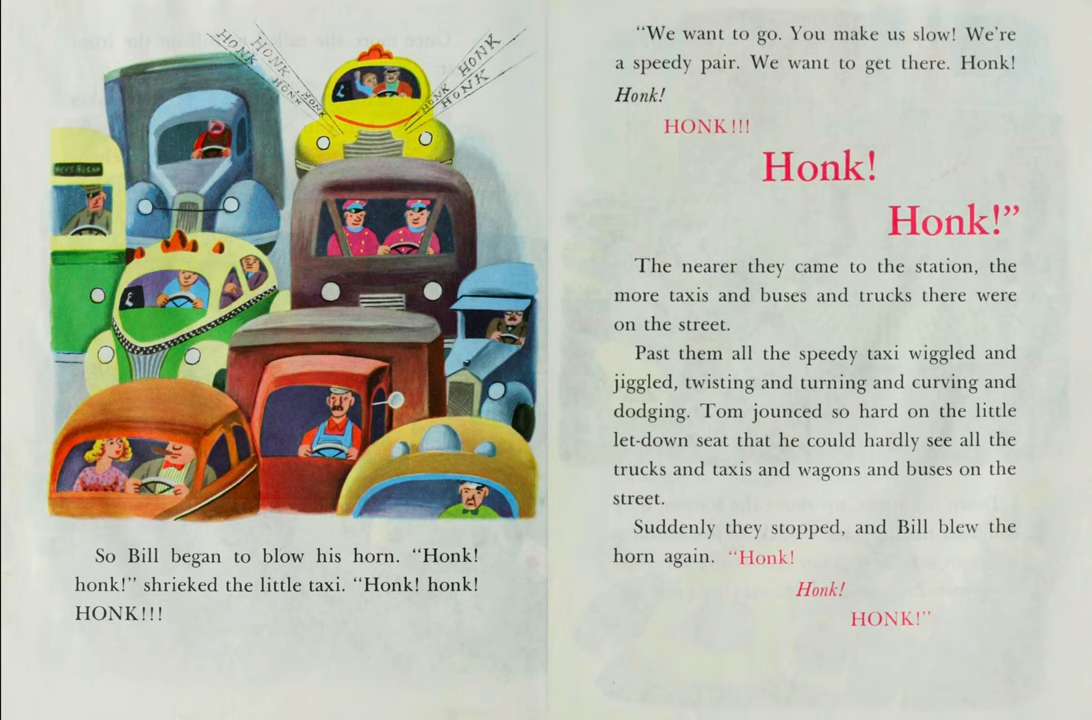 HONK
HONK
HONK
HONK
HONK
HONK
HONK
HONK
So Bill began to blow his horn. “Honk!
honk!” shrieked the little taxi. “Honk! honk!
HONK!!!
“We want to go. You make us slow! We’re
a speedy pair. We want to get there. Honk!
Honk!
HONK!!!
Honk!
Honk!”
The nearer they came to the station, the
more taxis and buses and trucks there were
on the street.
Past them all the speedy taxi wiggled and
jiggled, twisting and turning and curving and
dodging. Tom jounced so hard on the little
let-down seat that he could hardly see all the
trucks and taxis and wagons and buses on the
street.
Suddenly they stopped, and Bill blew the
horn again. “Honk!
Honk!
HONK!”